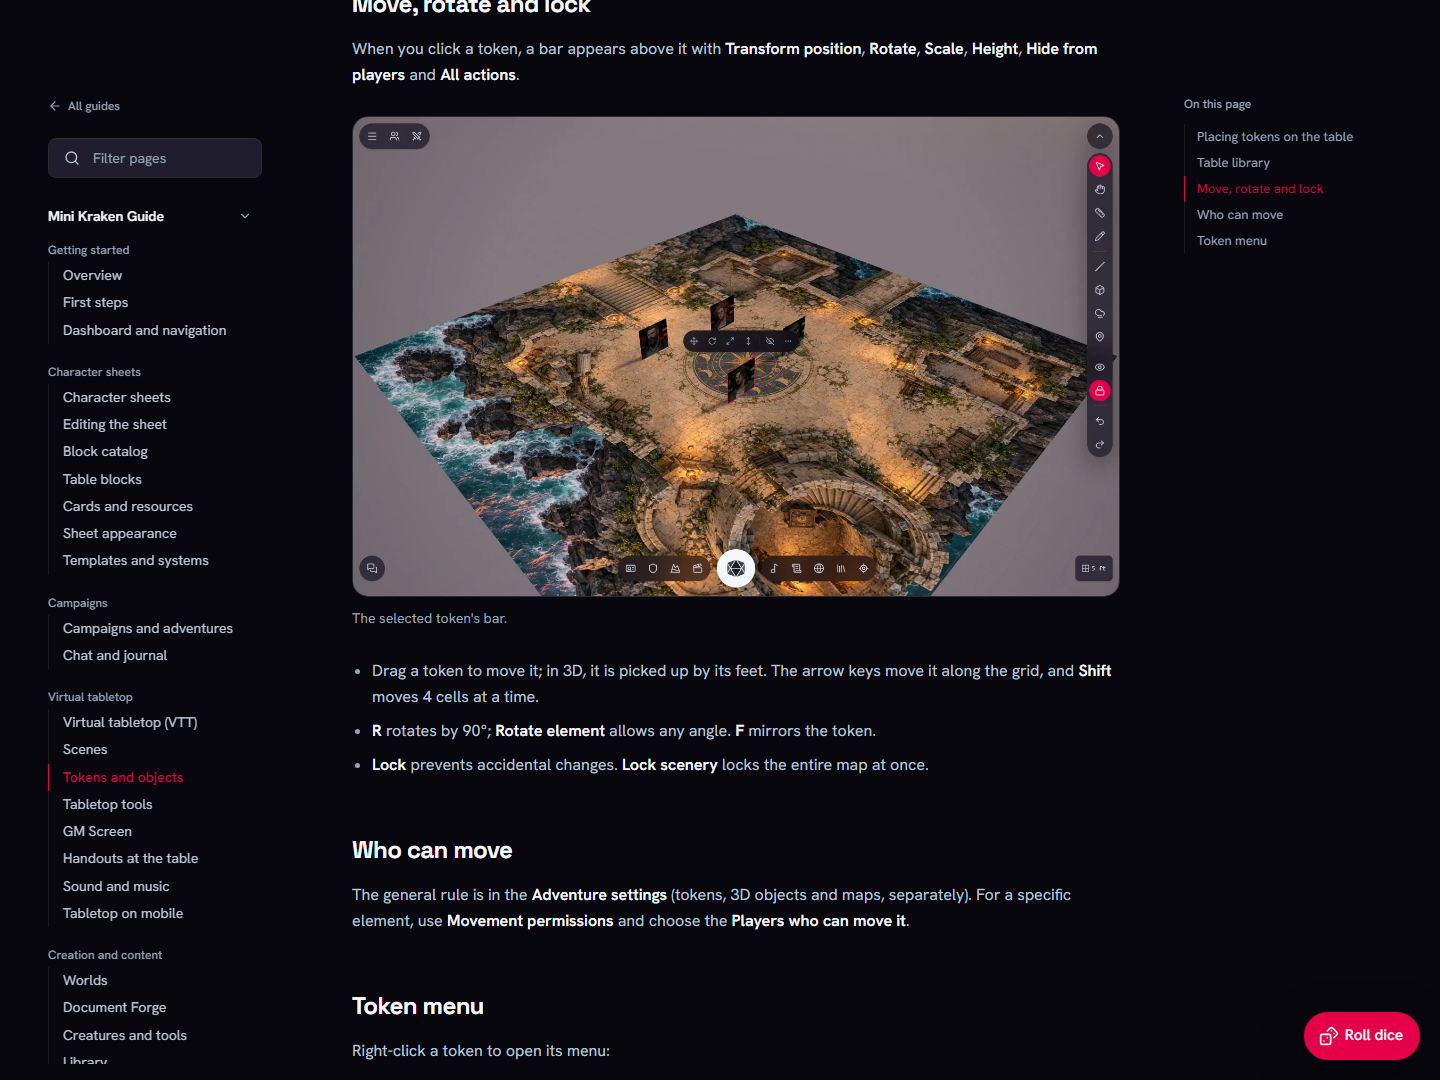 Move, rotate and lock
When you click a token, a bar appears above it with Transform position, Rotate, Scale, Height, Hide from
players and All actions.
All guides
Filter pages
Mini Kraken Guide
Getting started
Overview
First steps
Dashboard and navigation
Character sheets
Character sheets
Editing the sheet
Block catalog
Table blocks
Cards and resources
Sheet appearance
Templates and systems
Campaigns
Campaigns and adventures
Chat and journal
Virtual tabletop
Virtual tabletop (VTT)
Scenes
Tokens and objects
Tabletop tools
GM Screen
Handouts at the table
Sound and music
Tabletop on mobile
Creation and content
Worlds
Document Forge
Creatures and tools
Library
5 ft
The selected token's bar.
• Drag a token to move it; in 3D, it is picked up by its feet. The arrow keys move it along the grid, and Shift
moves 4 cells at a time.
• R rotates by 90°; Rotate element allows any angle. F mirrors the token.
• Lock prevents accidental changes. Lock scenery locks the entire map at once.
Who can move
The general rule is in the Adventure settings (tokens, 3D objects and maps, separately). For a specific
element, use Movement permissions and choose the Players who can move it.
Token menu
Right-click a token to open its menu:
On this page
Placing tokens on the table
Table library
Move, rotate and lock
Who can move
Token menu
Roll dice